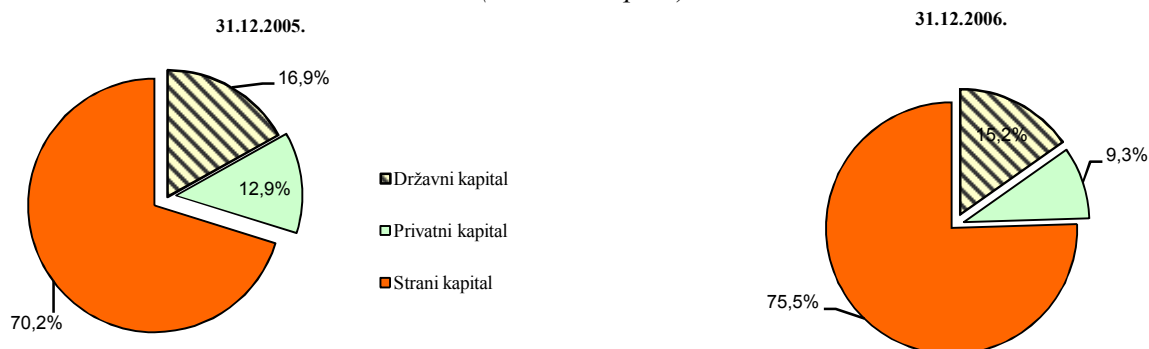 31.12.2005.
31.12.2006.
16,9%
12,9%
70,2%
Državni kapital
Privatni kapital
Strani kapital
15,2%
9,3%
75,5%